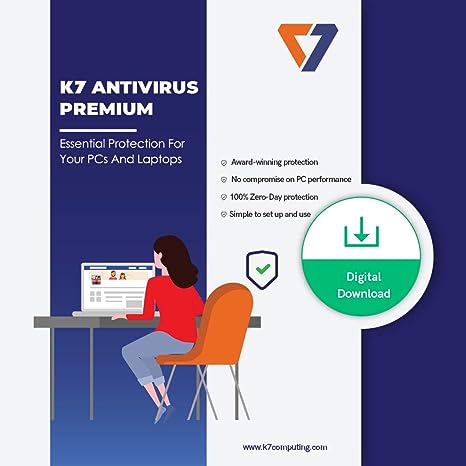 K7 ANTIVIRUS
PREMIUM
Essential Protection For
Your PCs And Laptops
Award-winning protection
No compromise on PC performance
100% Zero-Day protection
Simple to set up and use
Digital
Download
www.k7computing.com